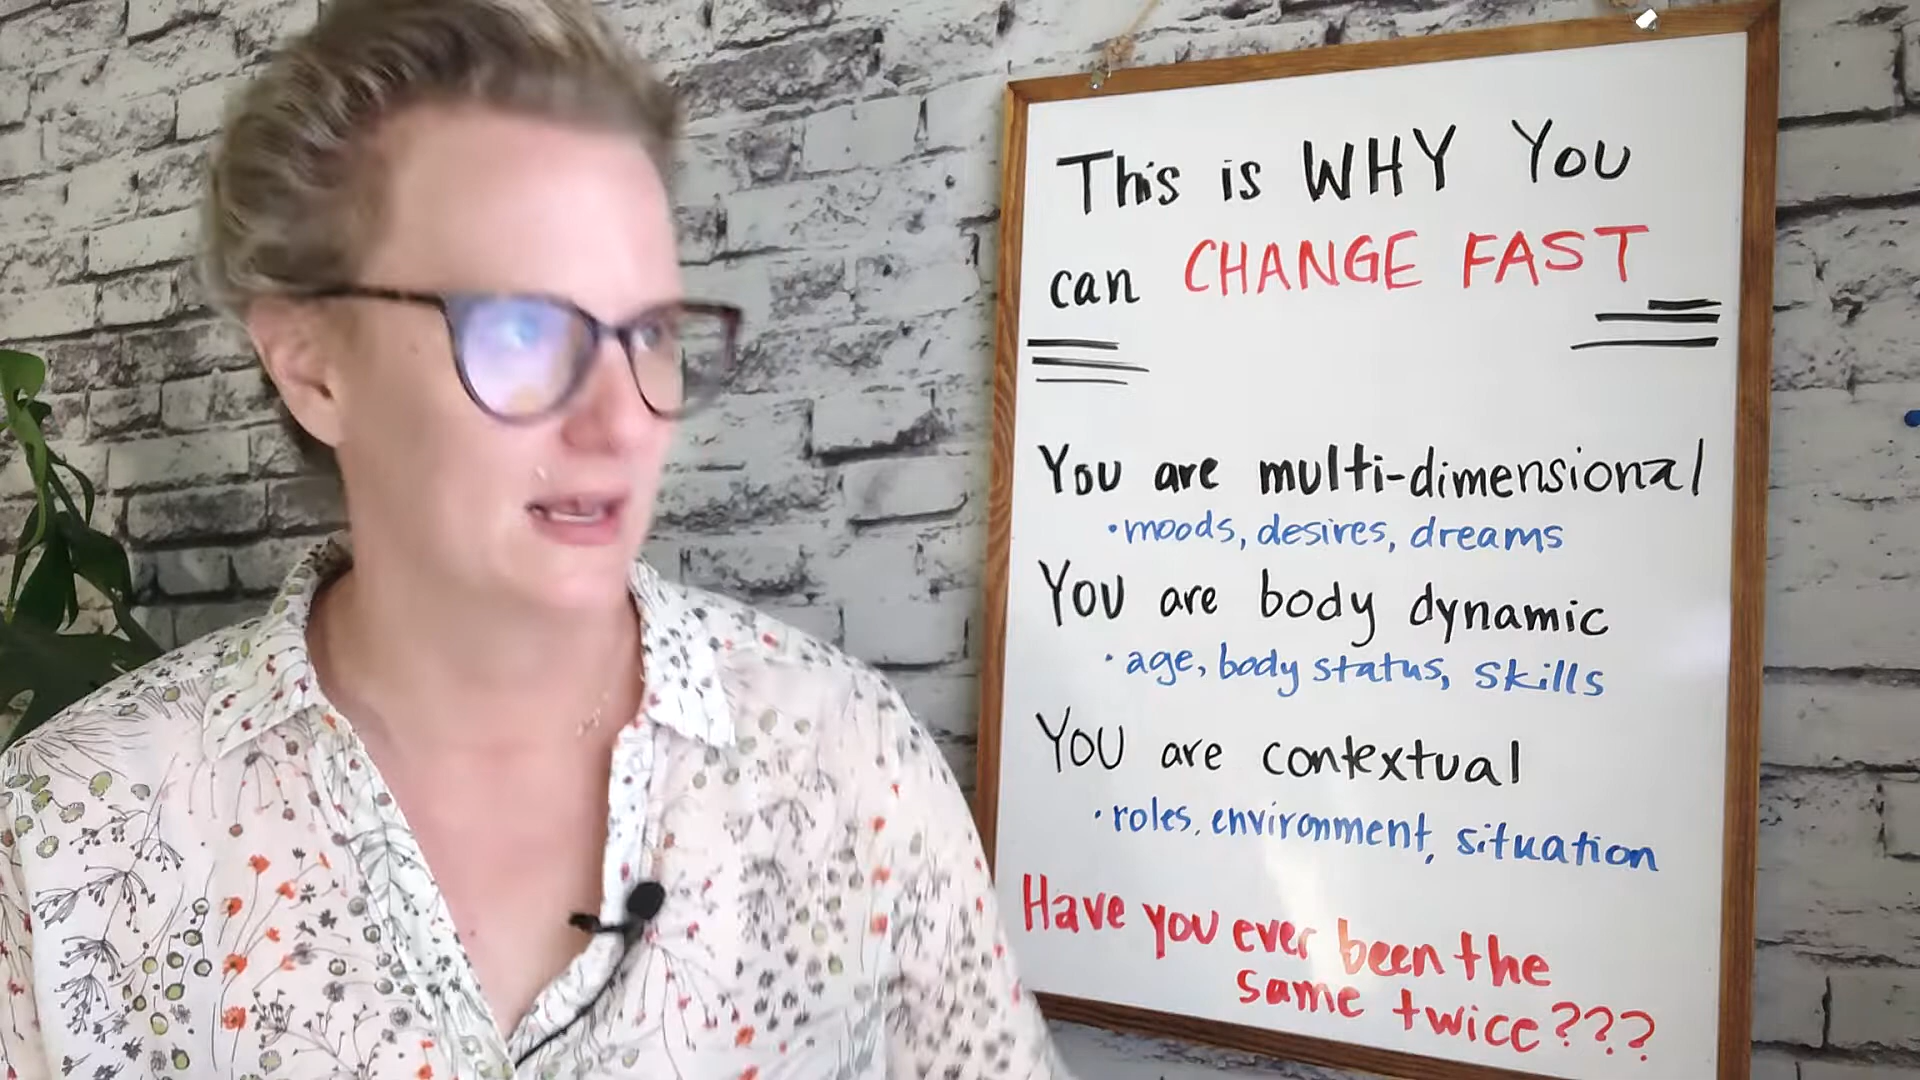 This is WHY YOU
can CHANGE FAST
You are multi-dimensional
• moods, desires, dreams
YOU are body dynamic
• age, body status, skills
YOU are contextual
• roles, environment, situation
Have you ever been the
same twice???